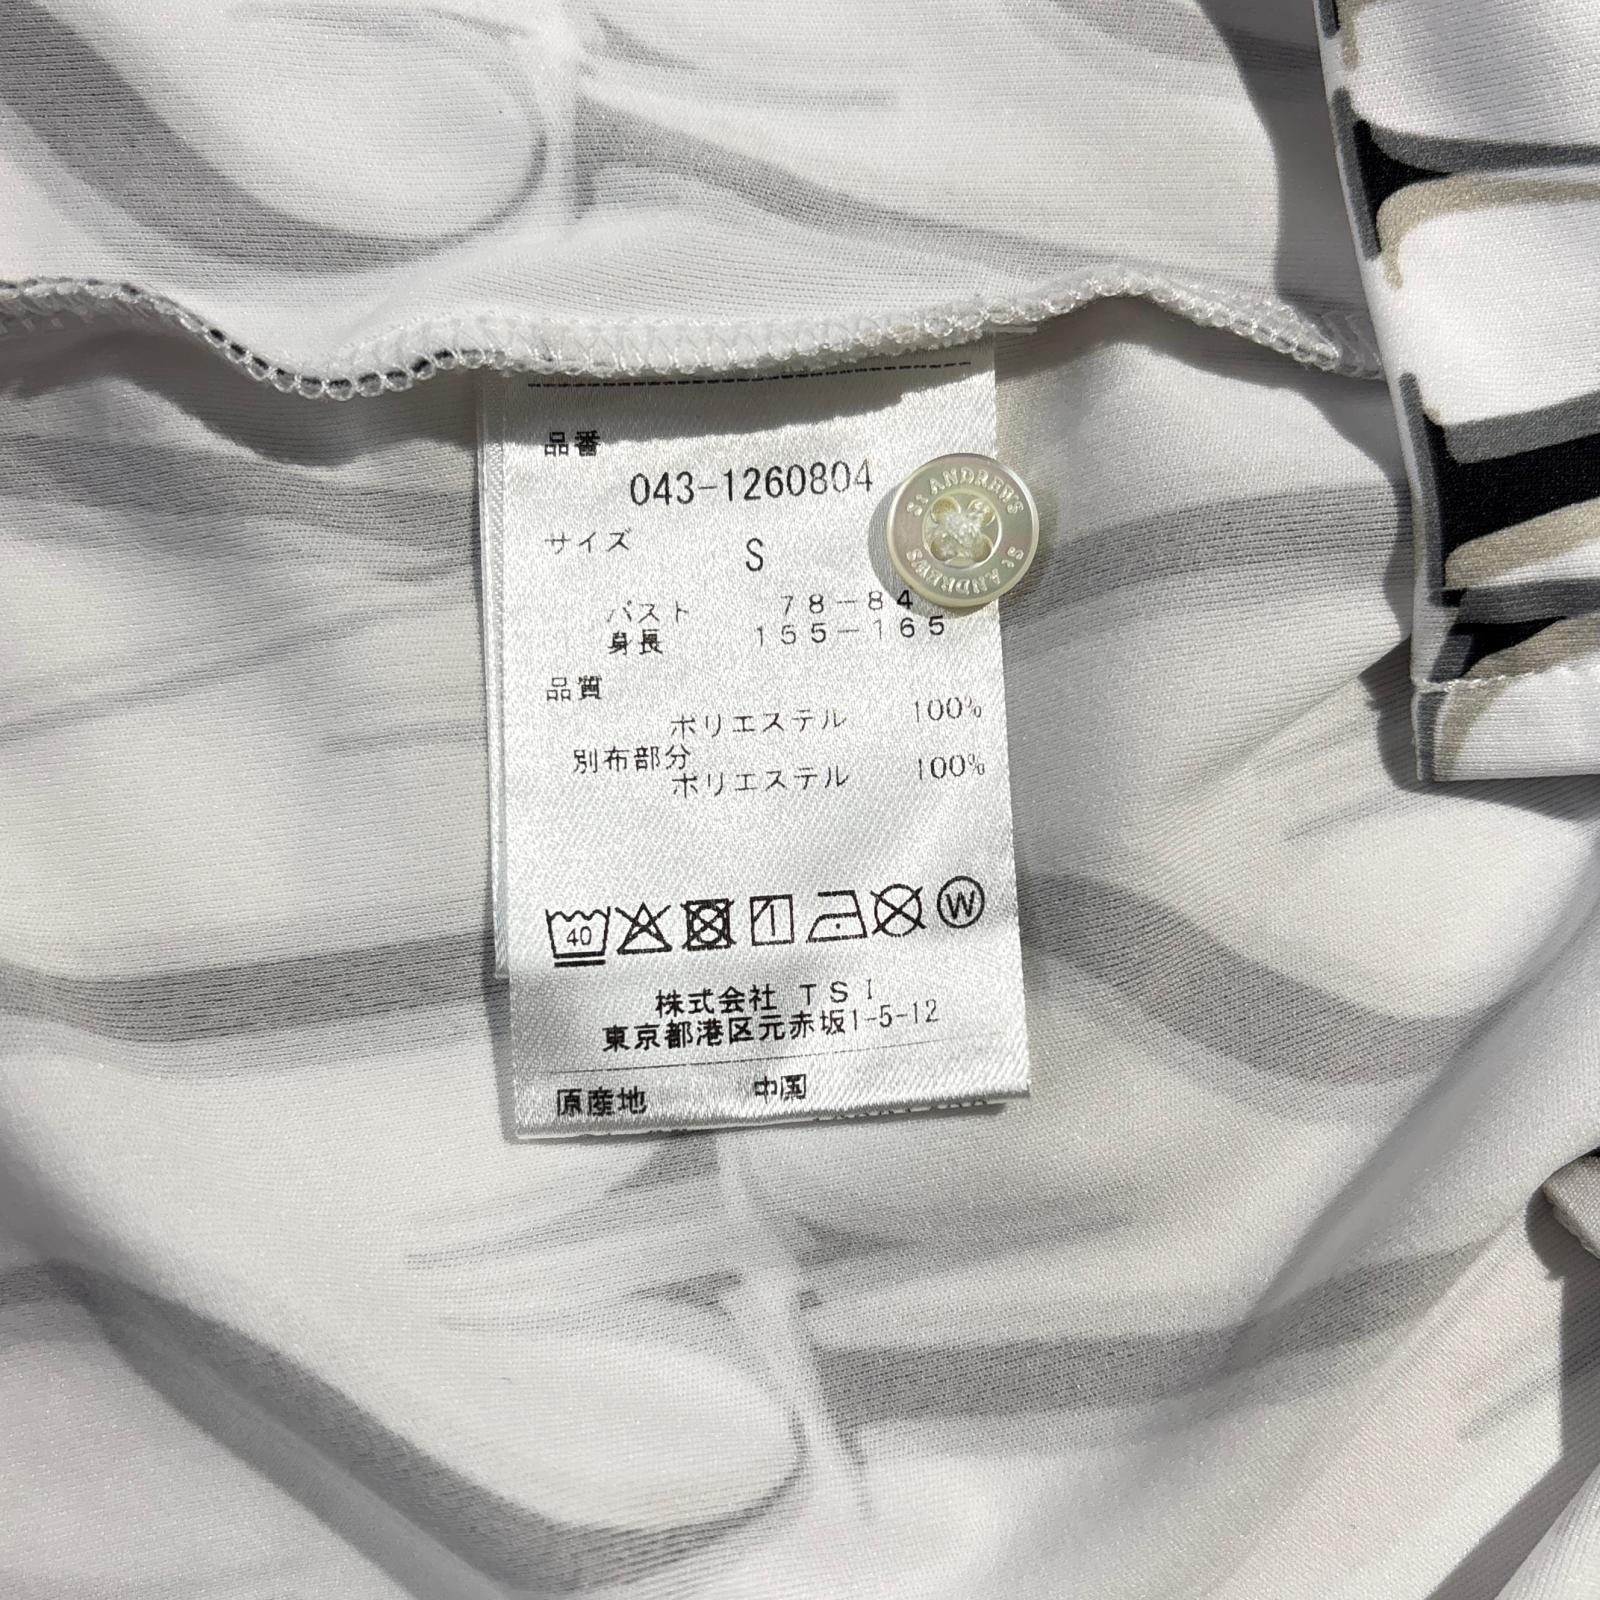 品番
043-1260804
サイズ
S
バスト 78-84
身長 155-165
品質
ポリエステル 100%
別布部分
ポリエステル 100%
40
W
株式会社 TSI
東京都港区元赤坂1-5-12
原産地 中国
St ANDREWS
St ANDREWS